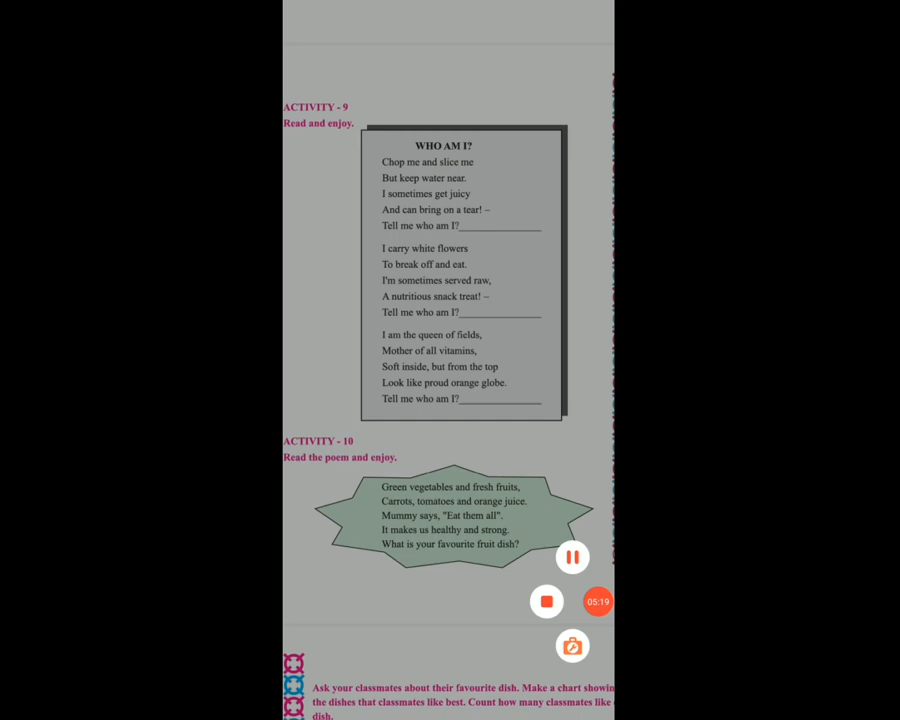 ACTIVITY - 9
Read and enjoy.
WHO AM I?
Chop me and slice me
But keep water near.
I sometimes get juicy
And can bring on a tear! –
Tell me who am I?
I carry white flowers
To break off and eat.
I'm sometimes served raw,
A nutritious snack treat! –
Tell me who am I?
I am the queen of fields,
Mother of all vitamins,
Soft inside, but from the top
Look like proud orange globe.
Tell me who am I?
ACTIVITY - 10
Read the poem and enjoy.
Green vegetables and fresh fruits,
Carrots, tomatoes and orange juice.
Mummy says, "Eat them all".
It makes us healthy and strong.
What is your favourite fruit dish?
05:19
Ask your classmates about their favourite dish. Make a chart showin
the dishes that classmates like best. Count how many classmates like
dish.